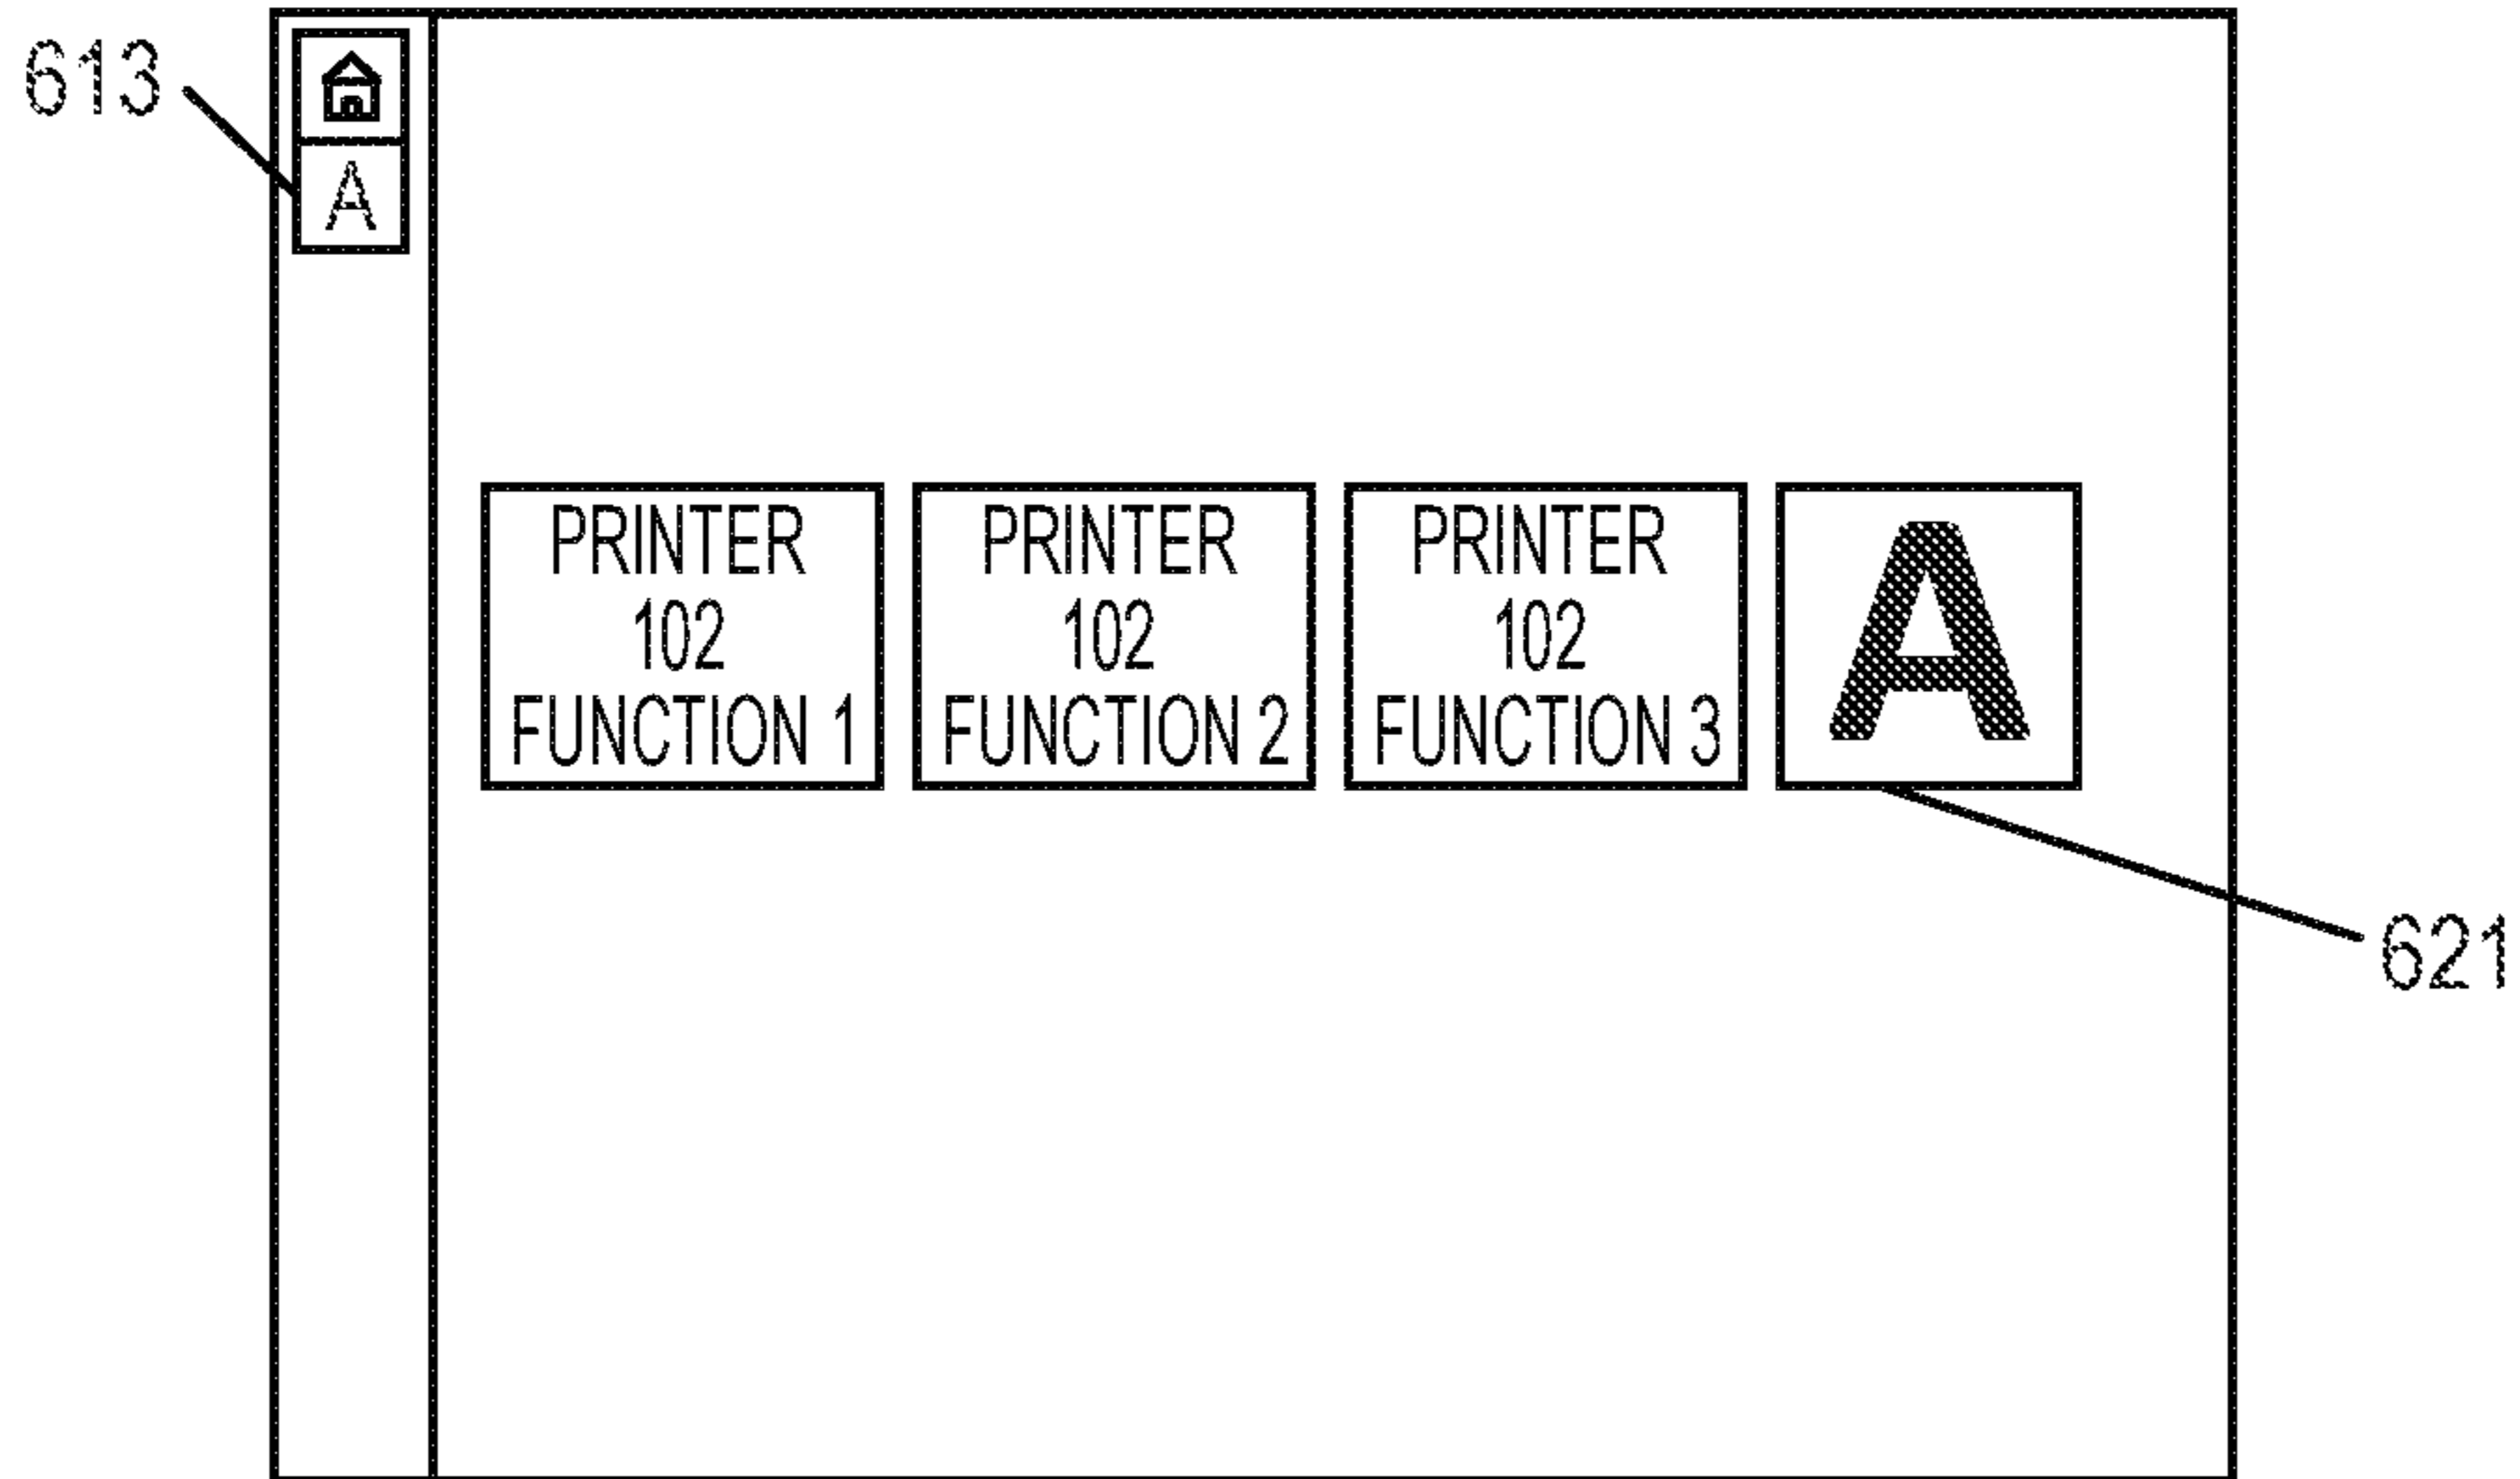 613
A
PRINTER
102
FUNCTION 1
PRINTER
102
FUNCTION 2
PRINTER
102
FUNCTION 3
A
621